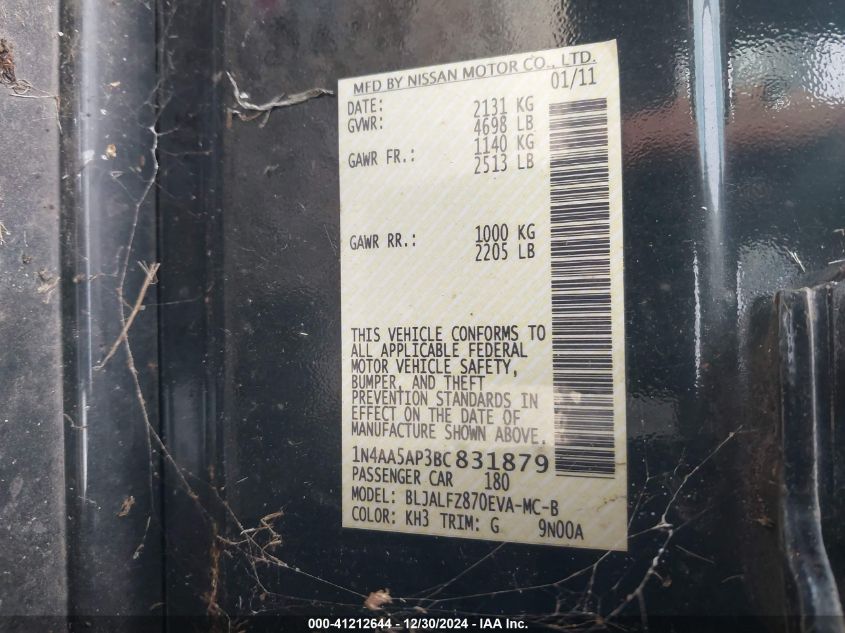 MFD BY NISSAN MOTOR CO., LTD.
DATE: 01/11
GVWR: 2131 KG
4698 LB
GAWR FR.: 1140 KG
2513 LB
GAWR RR.: 1000 KG
2205 LB
THIS VEHICLE CONFORMS TO
ALL APPLICABLE FEDERAL
MOTOR VEHICLE SAFETY,
BUMPER, AND THEFT
PREVENTION STANDARDS IN
EFFECT ON THE DATE OF
MANUFACTURE SHOWN ABOVE.
1N4AA5AP3BC831879
PASSENGER CAR 180
MODEL: BLJALFZ870EVA-MC-B
COLOR: KH3 TRIM: G 9N00A
000-41212644 - 12/30/2024 - IAA Inc.